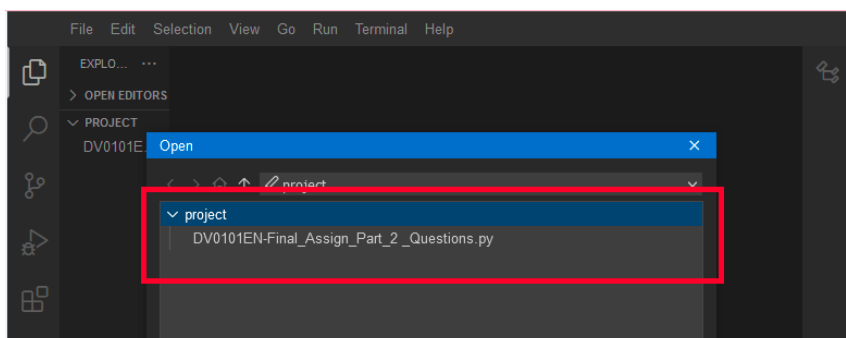 File Edit Selection View Go Run Terminal Help
EXPLO... ···
OPEN EDITORS
PROJECT
DV0101E
Open
project
project
DV0101EN-Final_Assign_Part_2 _Questions.py